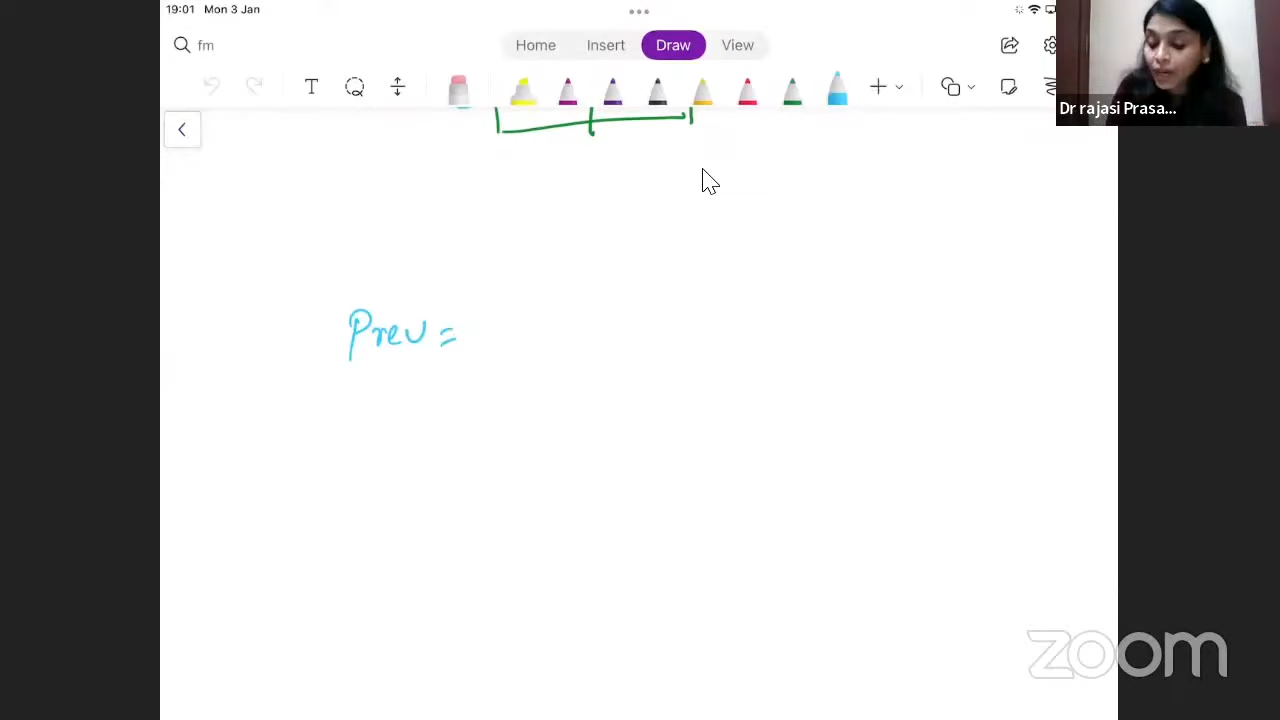 19:01 Mon 3 Jan
fm
Home Insert Draw View
T
Dr rajasi Prasa...
Prev =
zoom